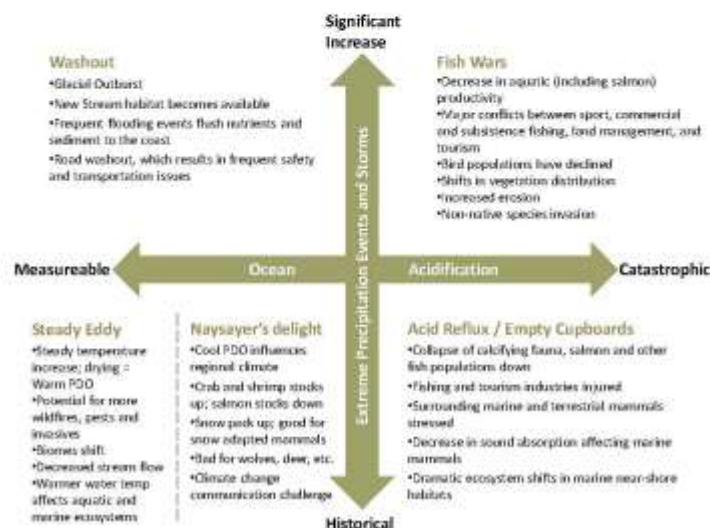 Significant
Increase
Washout
•Glacial Outburst
•New Stream habitat becomes available
•Frequent flooding events flush nutrients and
sediment to the coast
•Road washout, which results in frequent safety
and transportation issues
Fish Wars
•Decrease in aquatic (including salmon)
productivity
•Major conflicts between sport, commercial
and subsistence fishing, land management, and
tourism
•Bird populations have declined
•Shifts in vegetation distribution
•Increased erosion
•Non-native species invasion
Extreme Precipitation Events and Storms
Measureable
Ocean
Acidification
Catastrophic
Steady Eddy
•Steady temperature
increase; drying =
Warm PDO
•Potential for more
wildfires, pests and
invasives
•Biomes shift
•Decreased stream flow
•Warmer water temp
affects aquatic and
marine ecosystems
Naysayer's delight
•Cool PDO influences
regional climate
•Crab and shrimp stocks
up; salmon stocks down
•Snow pack up; good for
snow adapted mammals
•Bad for wolves, deer, etc.
•Climate change
communication challenge
Acid Reflux / Empty Cupboards
•Collapse of calcifying fauna, salmon and other
fish populations down
•Fishing and tourism industries injured
•Surrounding marine and terrestrial mammals
stressed
•Decrease in sound absorption affecting marine
mammals
•Dramatic ecosystem shifts in marine near-shore
habitats
Historical